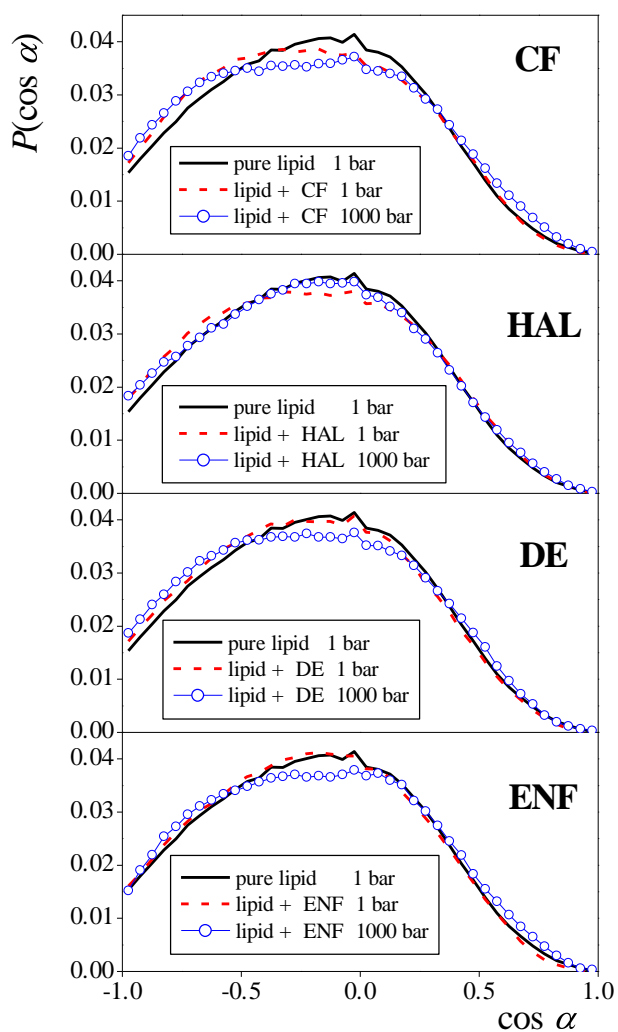 0.04
CF
P(cos α)
0.03
0.02
pure lipid 1 bar
lipid + CF 1 bar
0.01
lipid + CF 1000 bar
0.00
0.04
HAL
0.03
0.02
pure lipid 1 bar
lipid + HAL 1 bar
0.01
lipid + HAL 1000 bar
0.00
0.04
DE
0.03
0.02
pure lipid 1 bar
lipid + DE 1 bar
0.01
lipid + DE 1000 bar
0.00
0.04
ENF
0.03
0.02
pure lipid 1 bar
lipid + ENF 1 bar
0.01
lipid + ENF 1000 bar
0.00
-1.0 -0.5 0.0 0.5 1.0
cos α